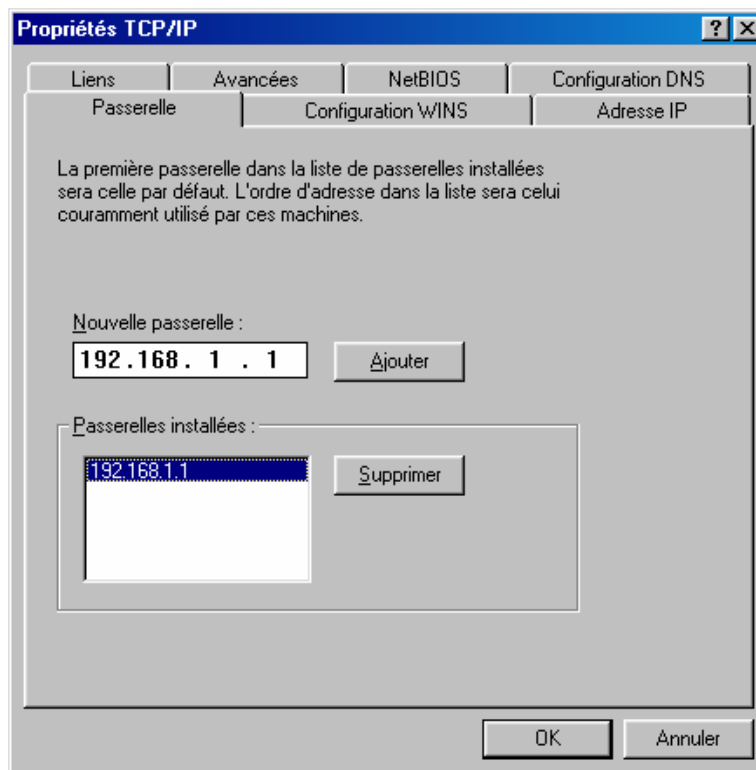 Propriétés TCP/IP
Liens Avancées NetBIOS Configuration DNS
Passerelle Configuration WINS Adresse IP
La première passerelle dans la liste de passerelles installées
sera celle par défaut. L'ordre d'adresse dans la liste sera celui
couramment utilisé par ces machines.
Nouvelle passerelle :
192.168. 1 . 1 Ajouter
Passerelles installées :
192.168.1.1 Supprimer
OK Annuler